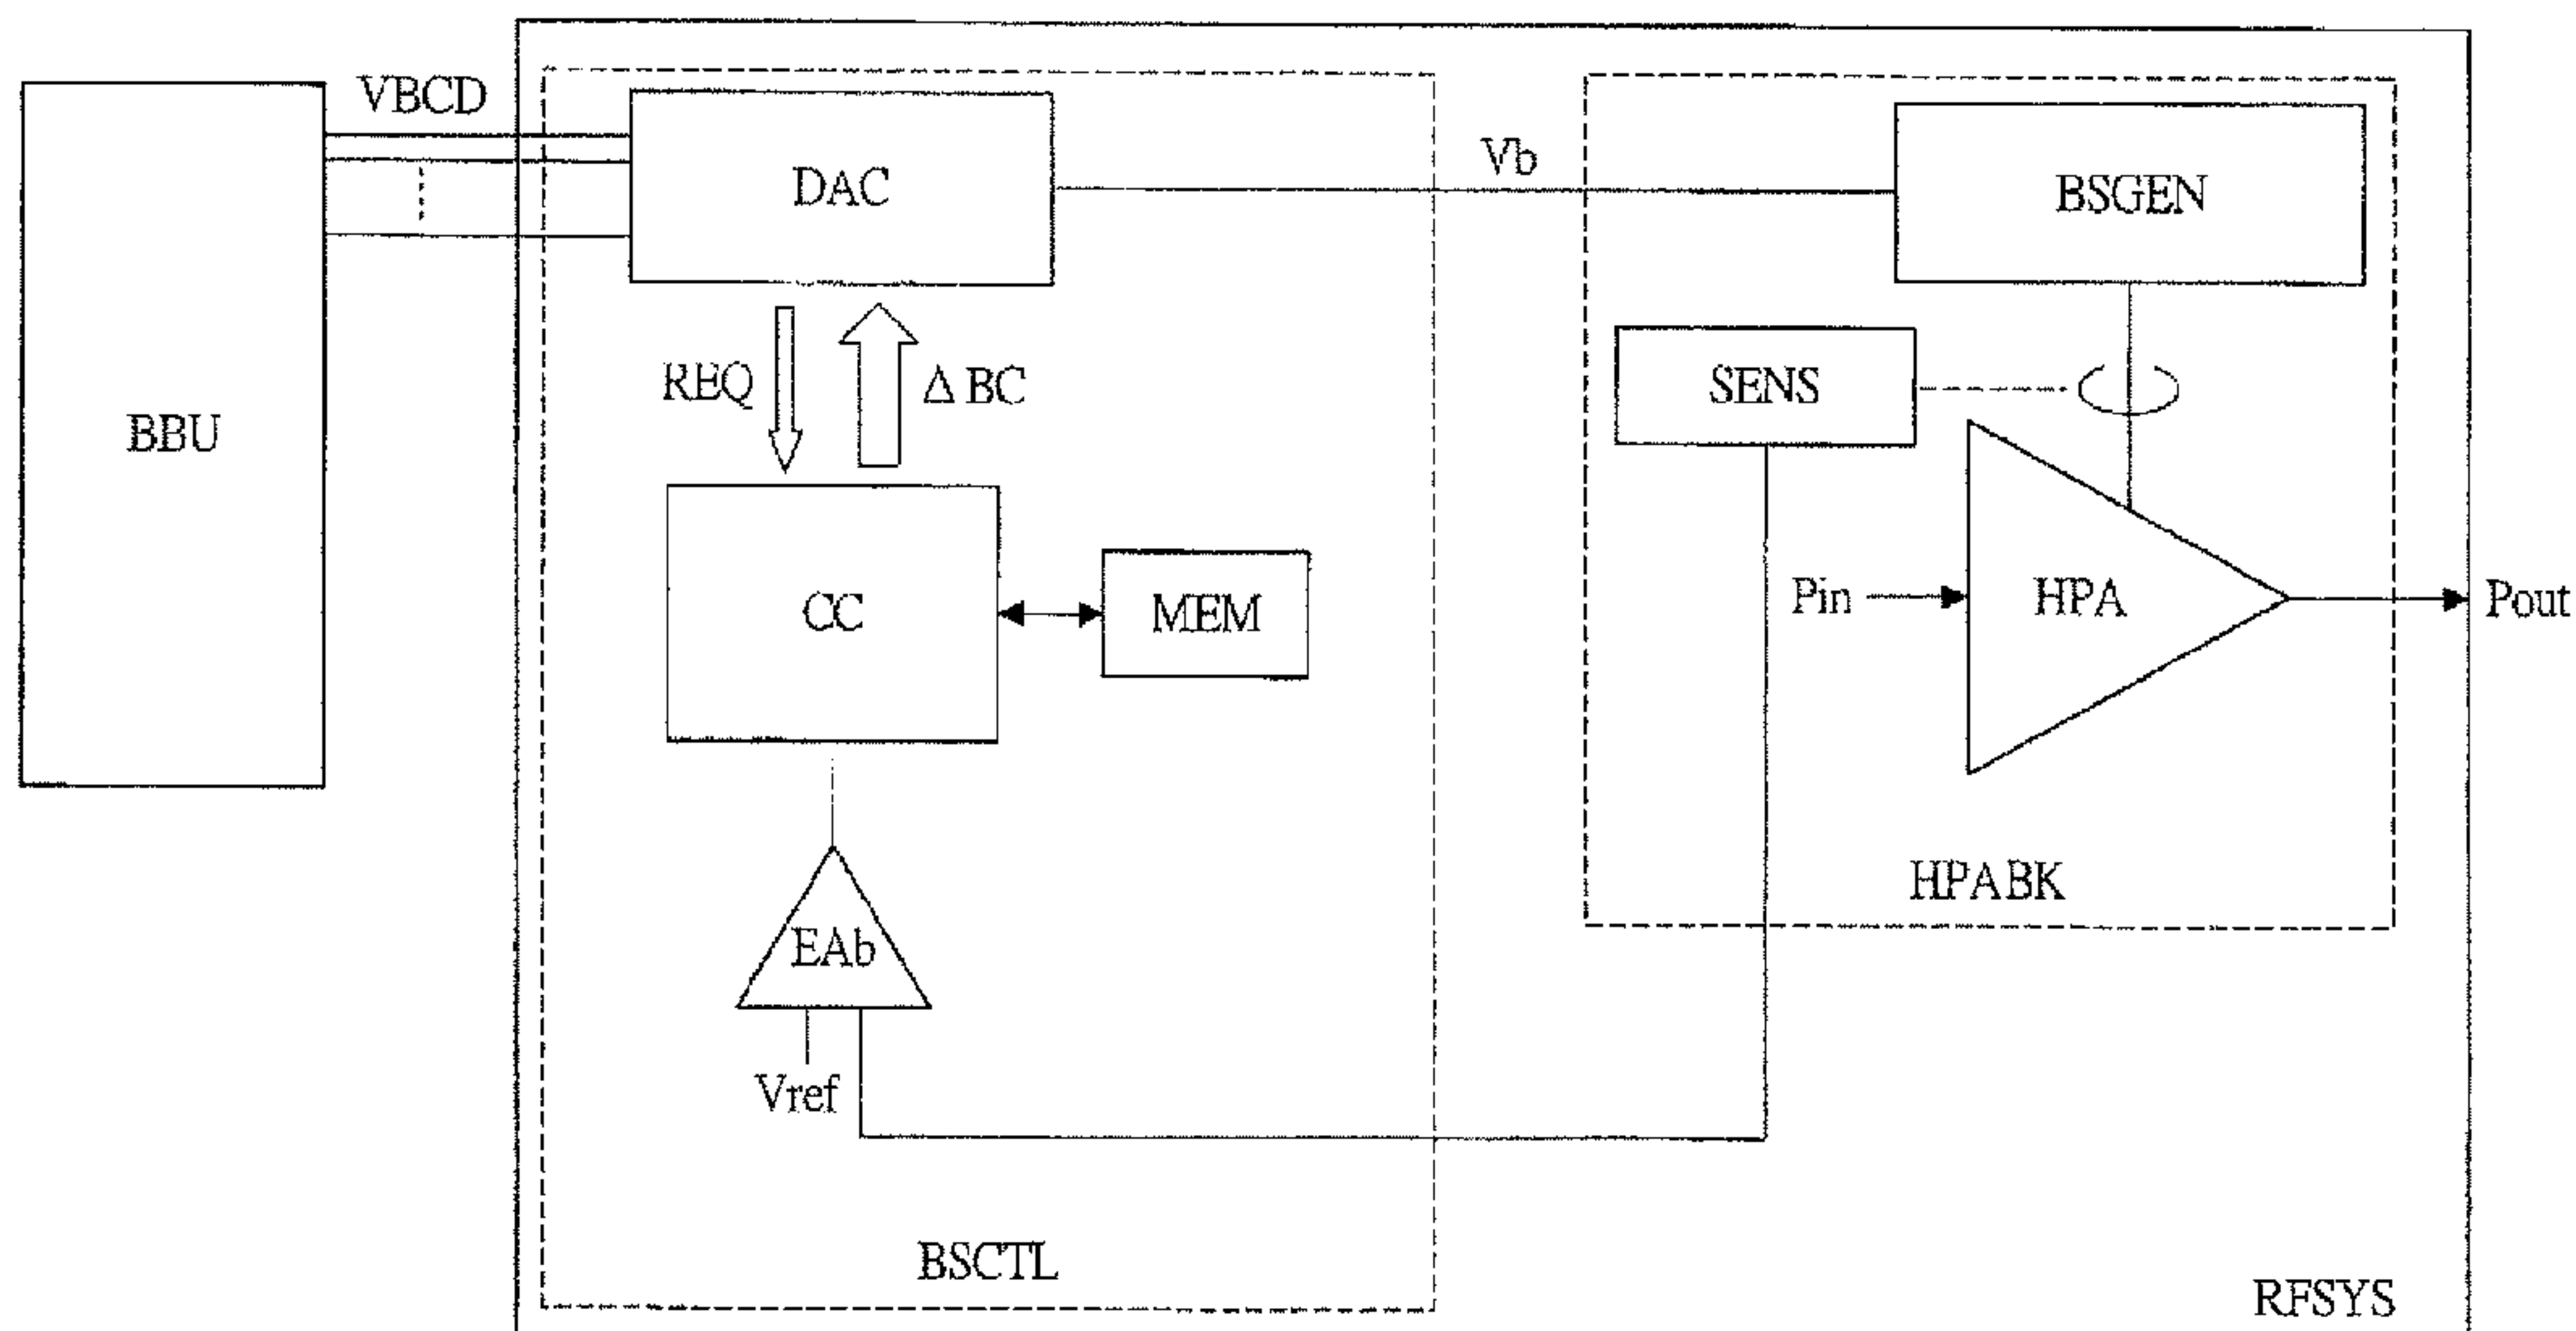 VBCD
DAC
Vb
BSGEN
REQ
Δ BC
SENS
BBU
CC
MEM
Pin
HPA
Pout
HPABK
EAb
Vref
BSCTL
RFSYS